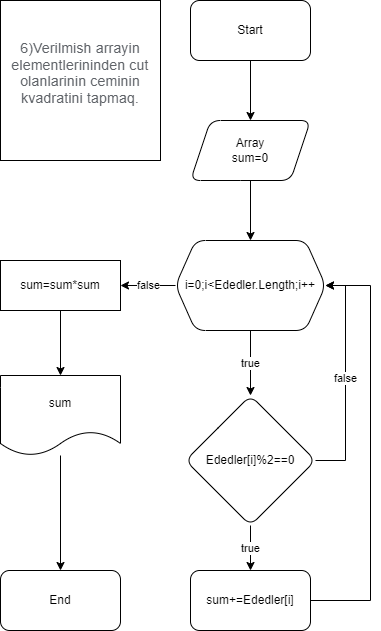 6)Verilmish arrayin
elementlerininden cut
olanlarinin ceminin
kvadratini tapmaq.
Start
Array
sum=0
i=0;i<Ededler.Length;i++
false
sum=sum*sum
true
false
sum
Ededler[i]%2==0
true
End
sum+=Ededler[i]